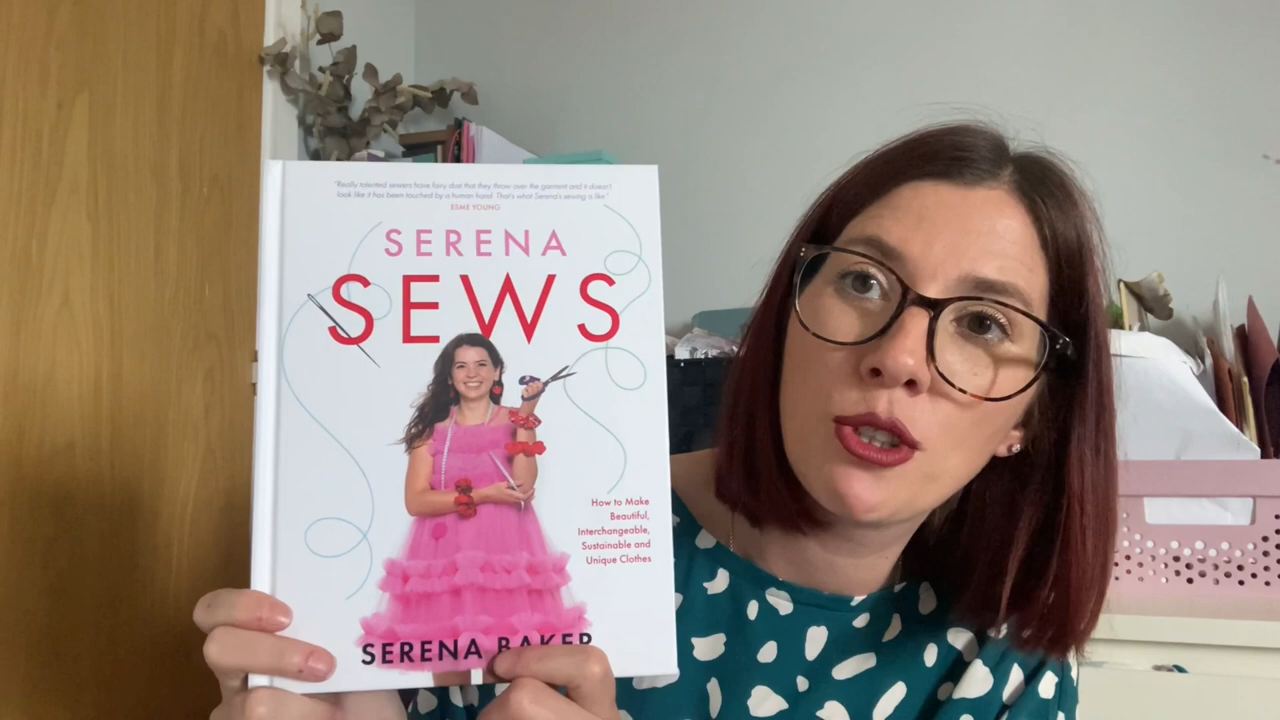 "Really talented sewers have fairy dust that they throw over the garment and it doesn't
look like it has been touched by a human hand. That's what Serena's sewing is like"
ESME YOUNG
SERENA
SEWS
How to Make
Beautiful,
Interchangeable,
Sustainable and
Unique Clothes
SERENA BAKER